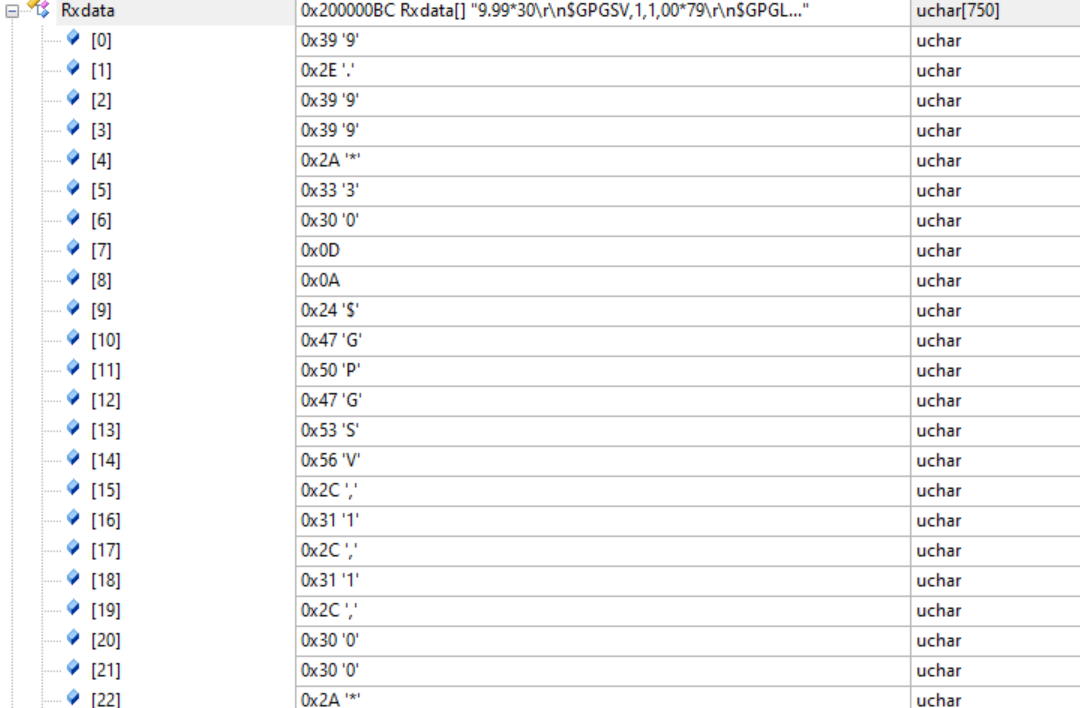 Rxdata 0x200000BC Rxdata[] "9.99*30\r\n$GPGSV,1,1,00*79\r\n$GPGL..." uchar[750]
[0] 0x39 '9' uchar
[1] 0x2E '.' uchar
[2] 0x39 '9' uchar
[3] 0x39 '9' uchar
[4] 0x2A '*' uchar
[5] 0x33 '3' uchar
[6] 0x30 '0' uchar
[7] 0x0D uchar
[8] 0x0A uchar
[9] 0x24 '$' uchar
[10] 0x47 'G' uchar
[11] 0x50 'P' uchar
[12] 0x47 'G' uchar
[13] 0x53 'S' uchar
[14] 0x56 'V' uchar
[15] 0x2C ',' uchar
[16] 0x31 '1' uchar
[17] 0x2C ',' uchar
[18] 0x31 '1' uchar
[19] 0x2C ',' uchar
[20] 0x30 '0' uchar
[21] 0x30 '0' uchar
[22] 0x2A '*' uchar